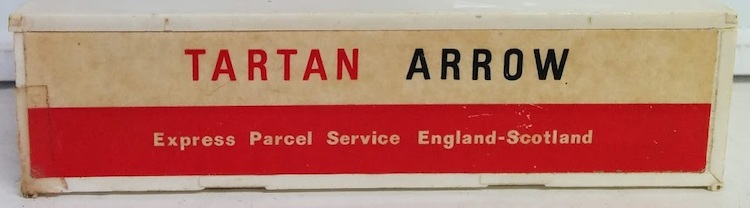 TARTAN ARROW
Express Parcel Service England-Scotland